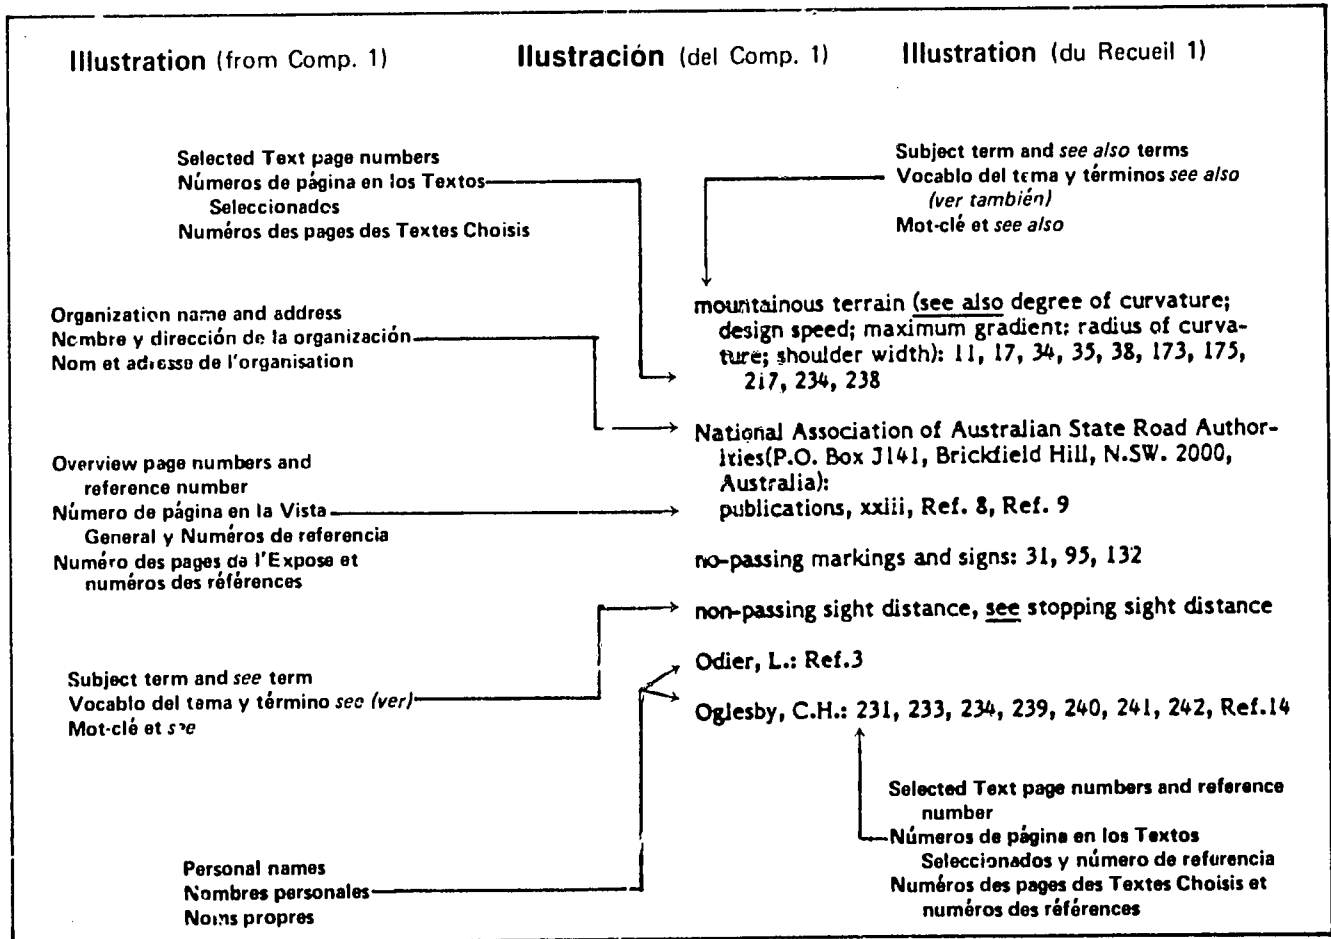 Illustration (from Comp. 1)
Ilustración (del Comp. 1)
Illustration (du Recueil 1)
Selected Text page numbers
Números de página en los Textos
Seleccionados
Numéros des pages des Textes Choisis
Subject term and see also terms
Vocablo del tema y términos see also
(ver también)
Mot-clé et see also
Organization name and address
Nombre y dirección de la organización
Nom et adresse de l'organisation
mountainous terrain (see also degree of curvature;
design speed; maximum gradient: radius of curva-
ture; shoulder width): 11, 17, 34, 35, 38, 173, 175,
217, 234, 238
National Association of Australian State Road Author-
ities(P.O. Box J141, Brickfield Hill, N.SW. 2000,
Australia):
publications, xxiii, Ref. 8, Ref. 9
Overview page numbers and
reference number
Número de página en la Vista
General y Números de referencia
Numéro des pages de l'Expose et
numéros des références
no-passing markings and signs: 31, 95, 132
non-passing sight distance, see stopping sight distance
Subject term and see term
Vocablo del tema y término see (ver)
Mot-clé et see
Odier, L.: Ref.3
Oglesby, C.H.: 231, 233, 234, 239, 240, 241, 242, Ref.14
Selected Text page numbers and reference
number
Números de página en los Textos
Seleccionados y número de referencia
Numéros des pages des Textes Choisis et
numéros des références
Personal names
Nombres personales
Noms propres